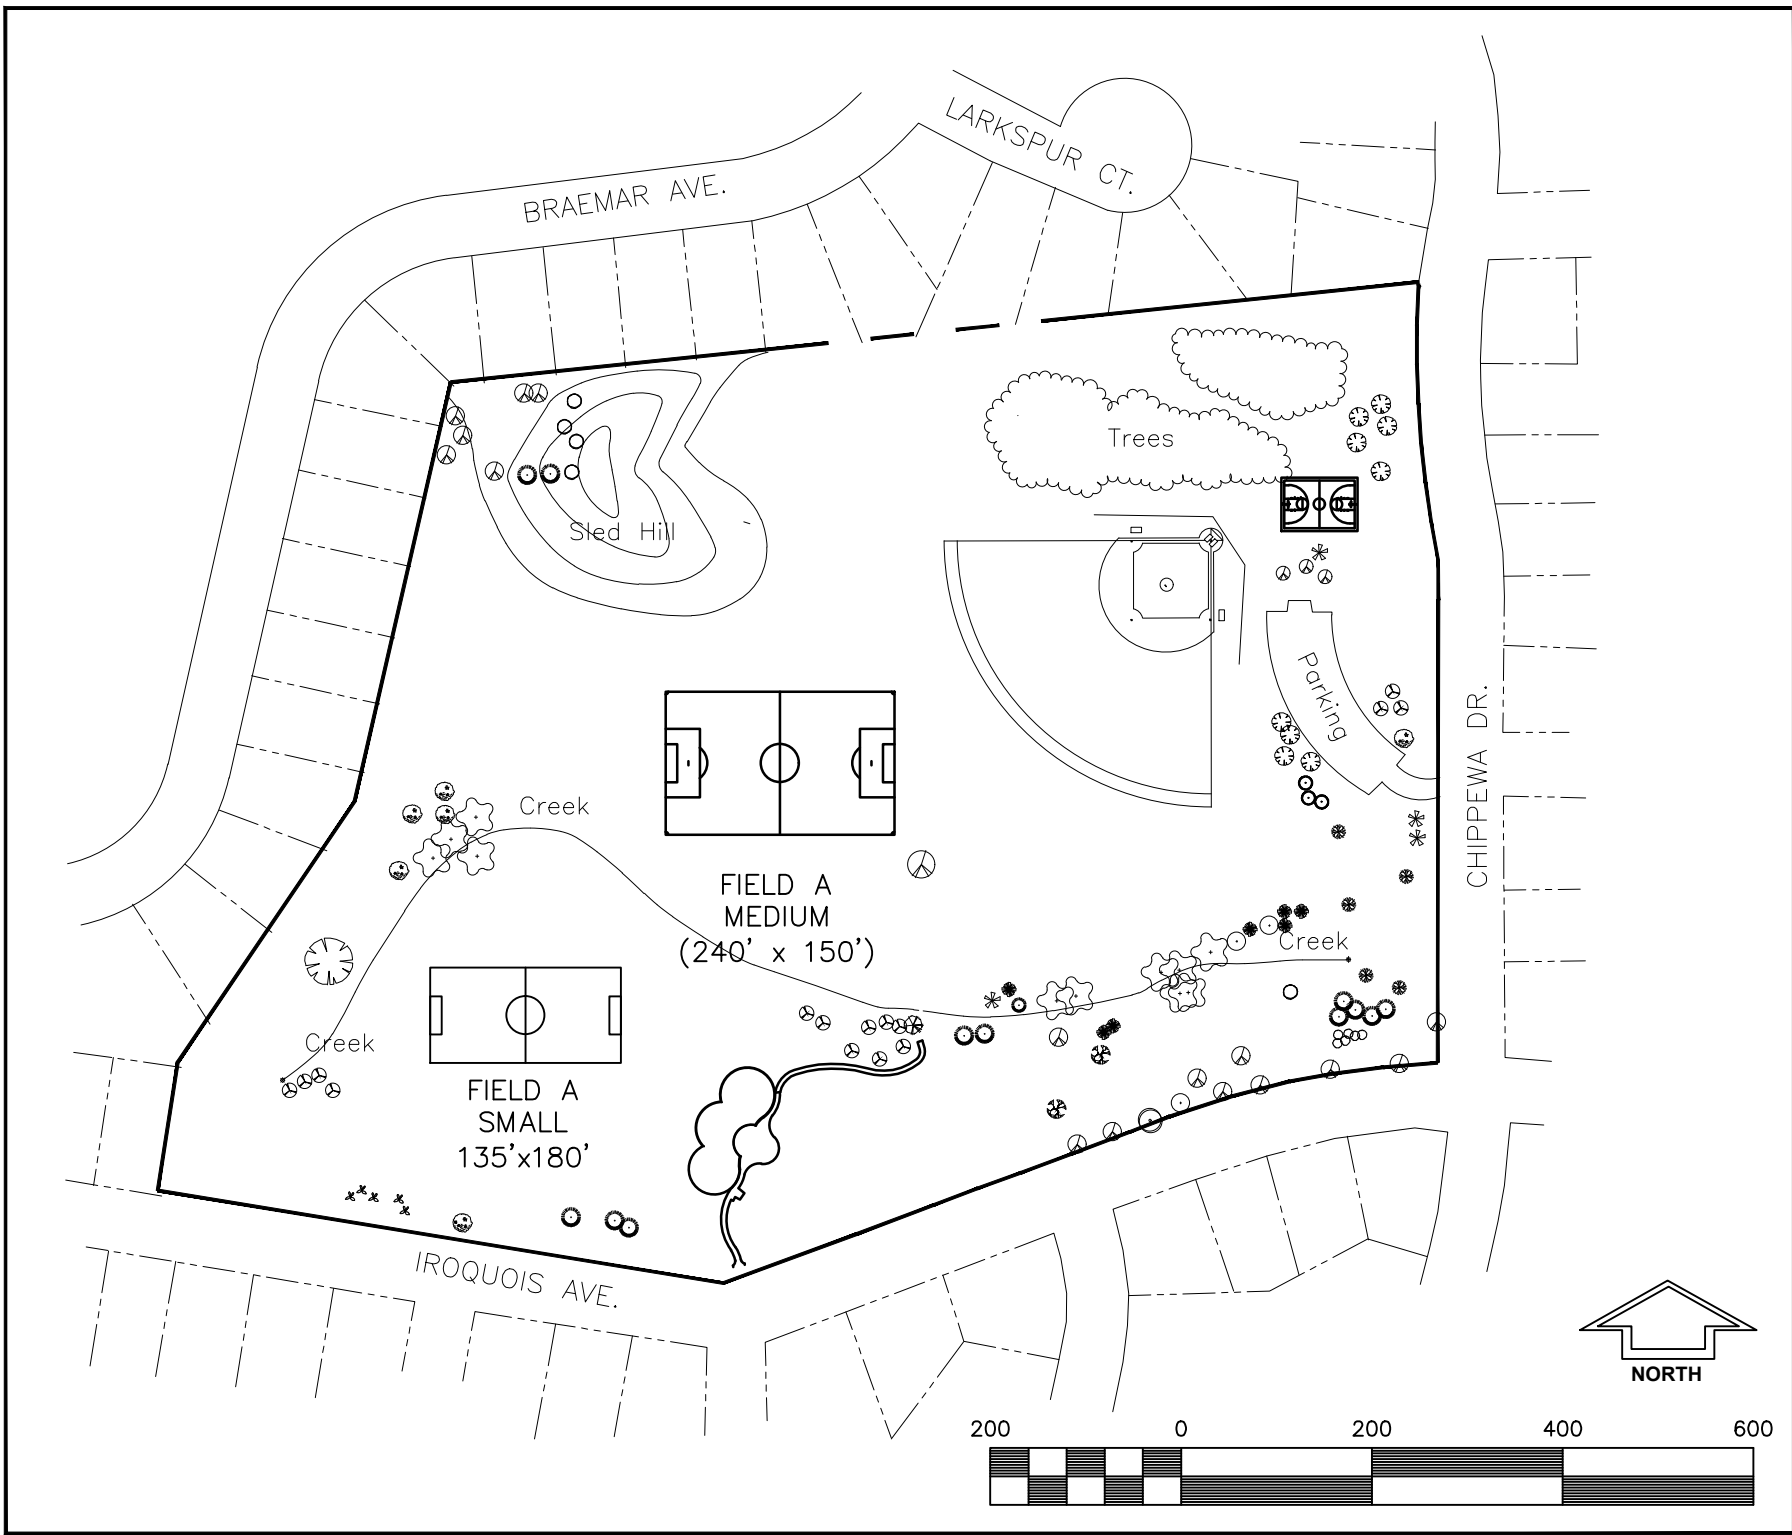 LARKSPUR CT.
BRAEMAR AVE.
Trees
Sled Hill
Parking
CHIPPEWA DR.
Creek
FIELD A
MEDIUM
(240' x 150')
Creek
Creek
FIELD A
SMALL
135'x180'
IROQUOIS AVE.
NORTH
200 0 200 400 600